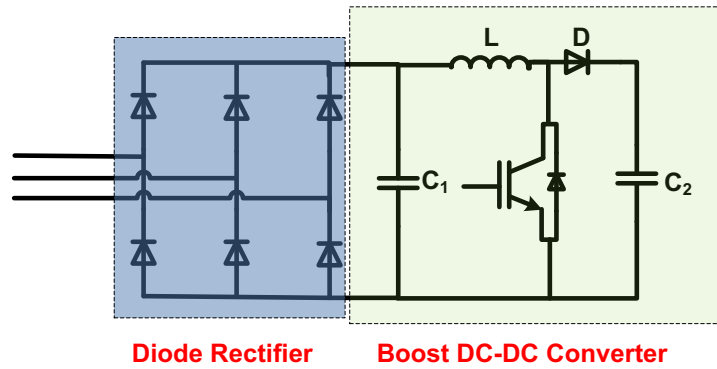 L
D
C1
C2
Diode Rectifier
Boost DC-DC Converter